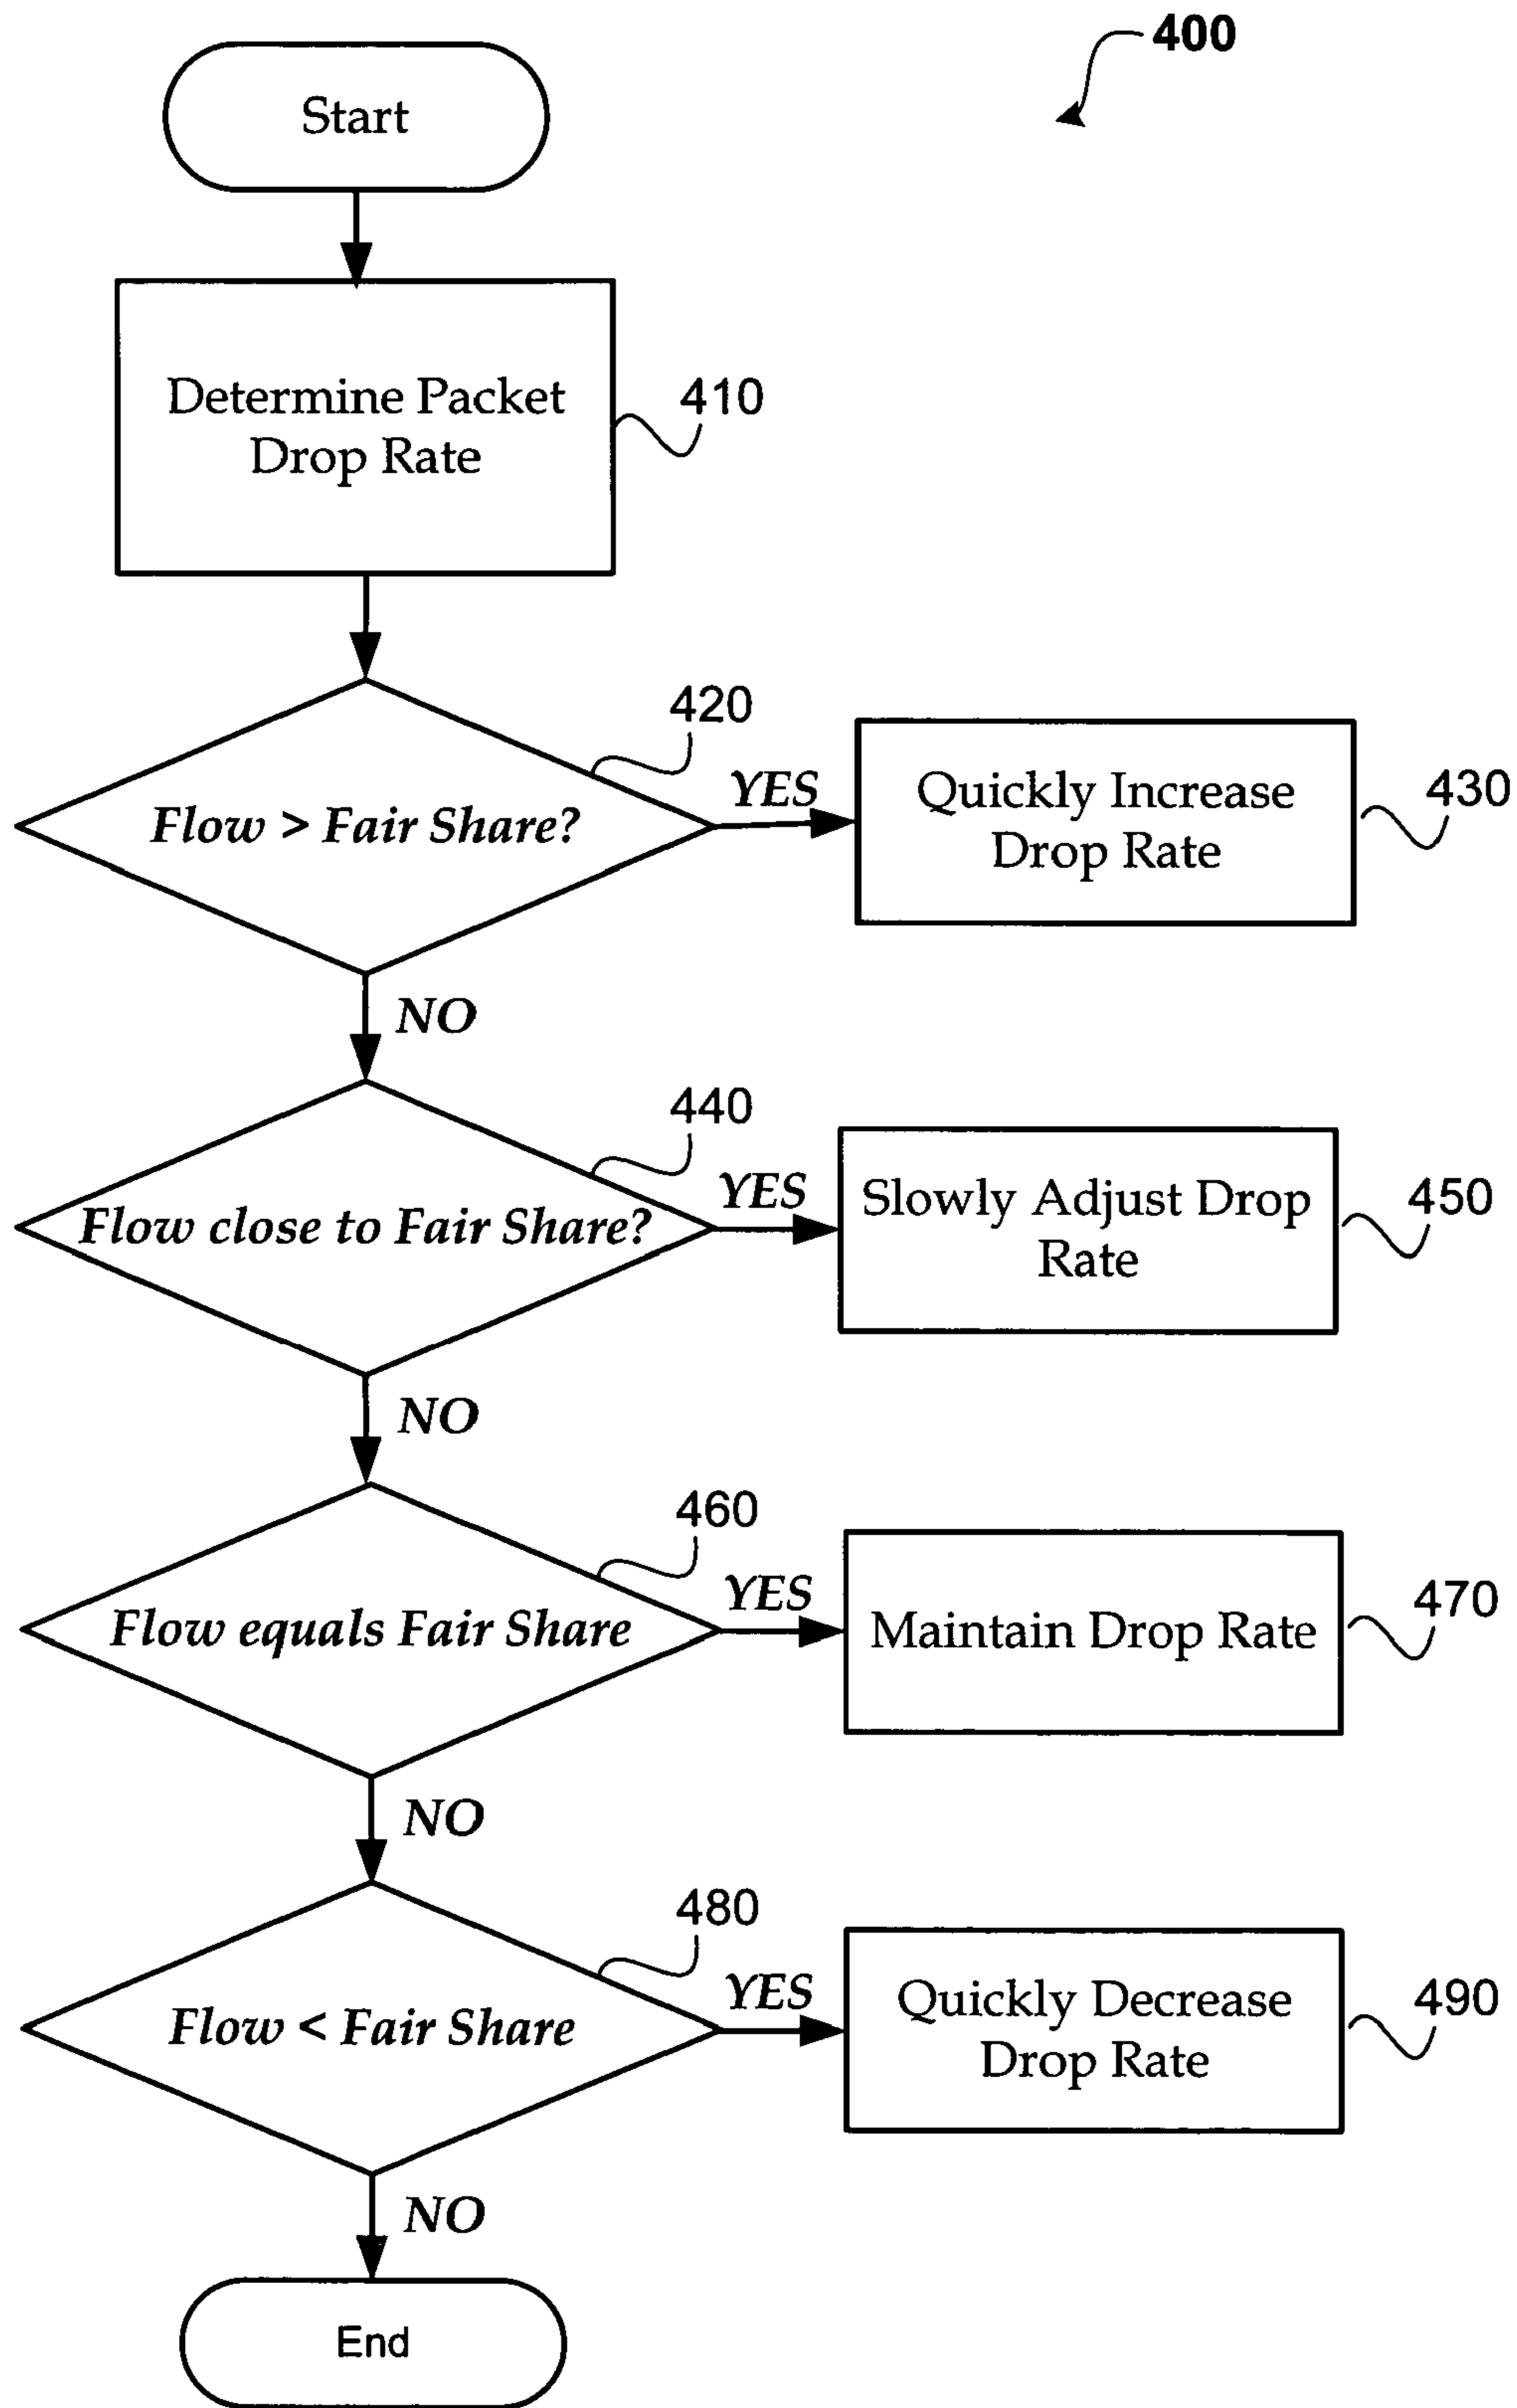 400
Start
Determine Packet
Drop Rate
410
420
Flow > Fair Share?
YES
Quickly Increase
Drop Rate
430
NO
440
Flow close to Fair Share?
YES
Slowly Adjust Drop
Rate
450
NO
460
Flow equals Fair Share
YES
Maintain Drop Rate
470
NO
480
Flow < Fair Share
YES
Quickly Decrease
Drop Rate
490
NO
End